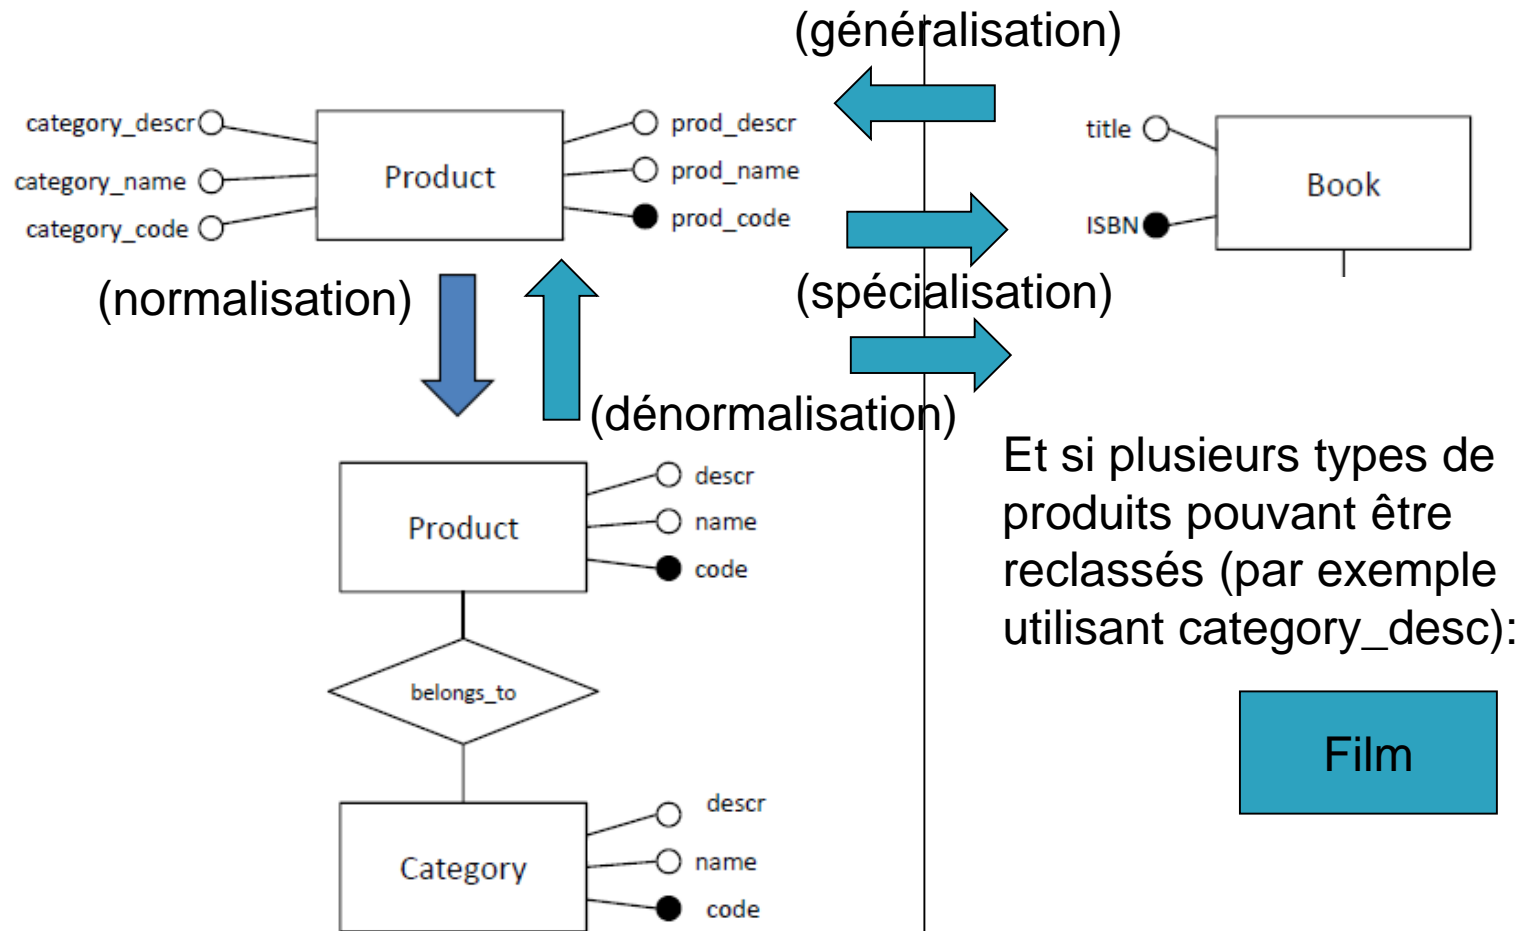 (généralisation)
category_descr
category_name
category_code
Product
prod_descr
prod_name
prod_code
title
ISBN
Book
(normalisation)
(spécialisation)
(dénormalisation)
Product
descr
name
code
belongs_to
Category
descr
name
code
Et si plusieurs types de
produits pouvant être
reclassés (par exemple
utilisant category_desc):
Film